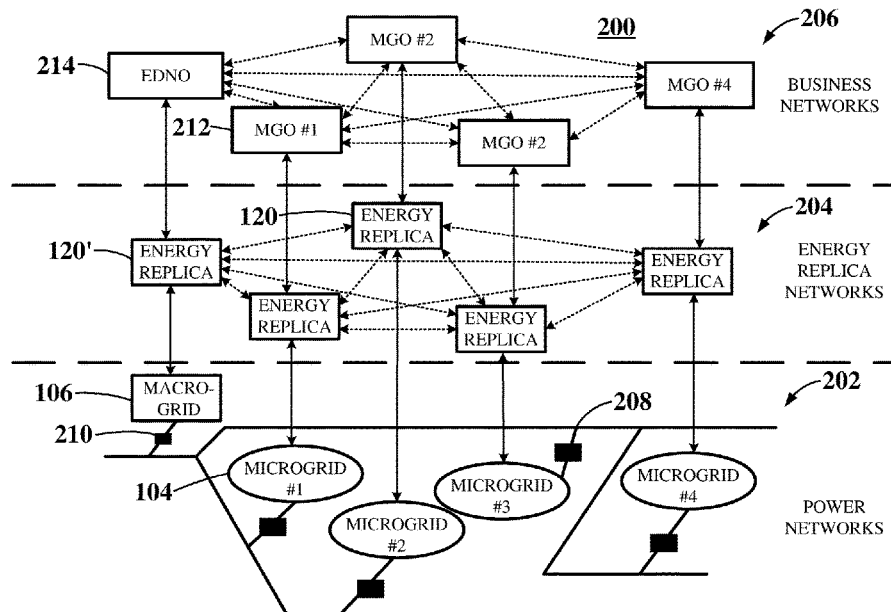 200
206
MGO #2
214
EDNO
MGO #4
BUSINESS
NETWORKS
212
MGO #1
MGO #2
120
ENERGY
REPLICA
204
120'
ENERGY
REPLICA
ENERGY
REPLICA
ENERGY
REPLICA
NETWORKS
ENERGY
REPLICA
ENERGY
REPLICA
106
MACRO-
GRID
202
208
210
104
MICROGRID
#1
MICROGRID
#3
MICROGRID
#4
MICROGRID
#2
POWER
NETWORKS